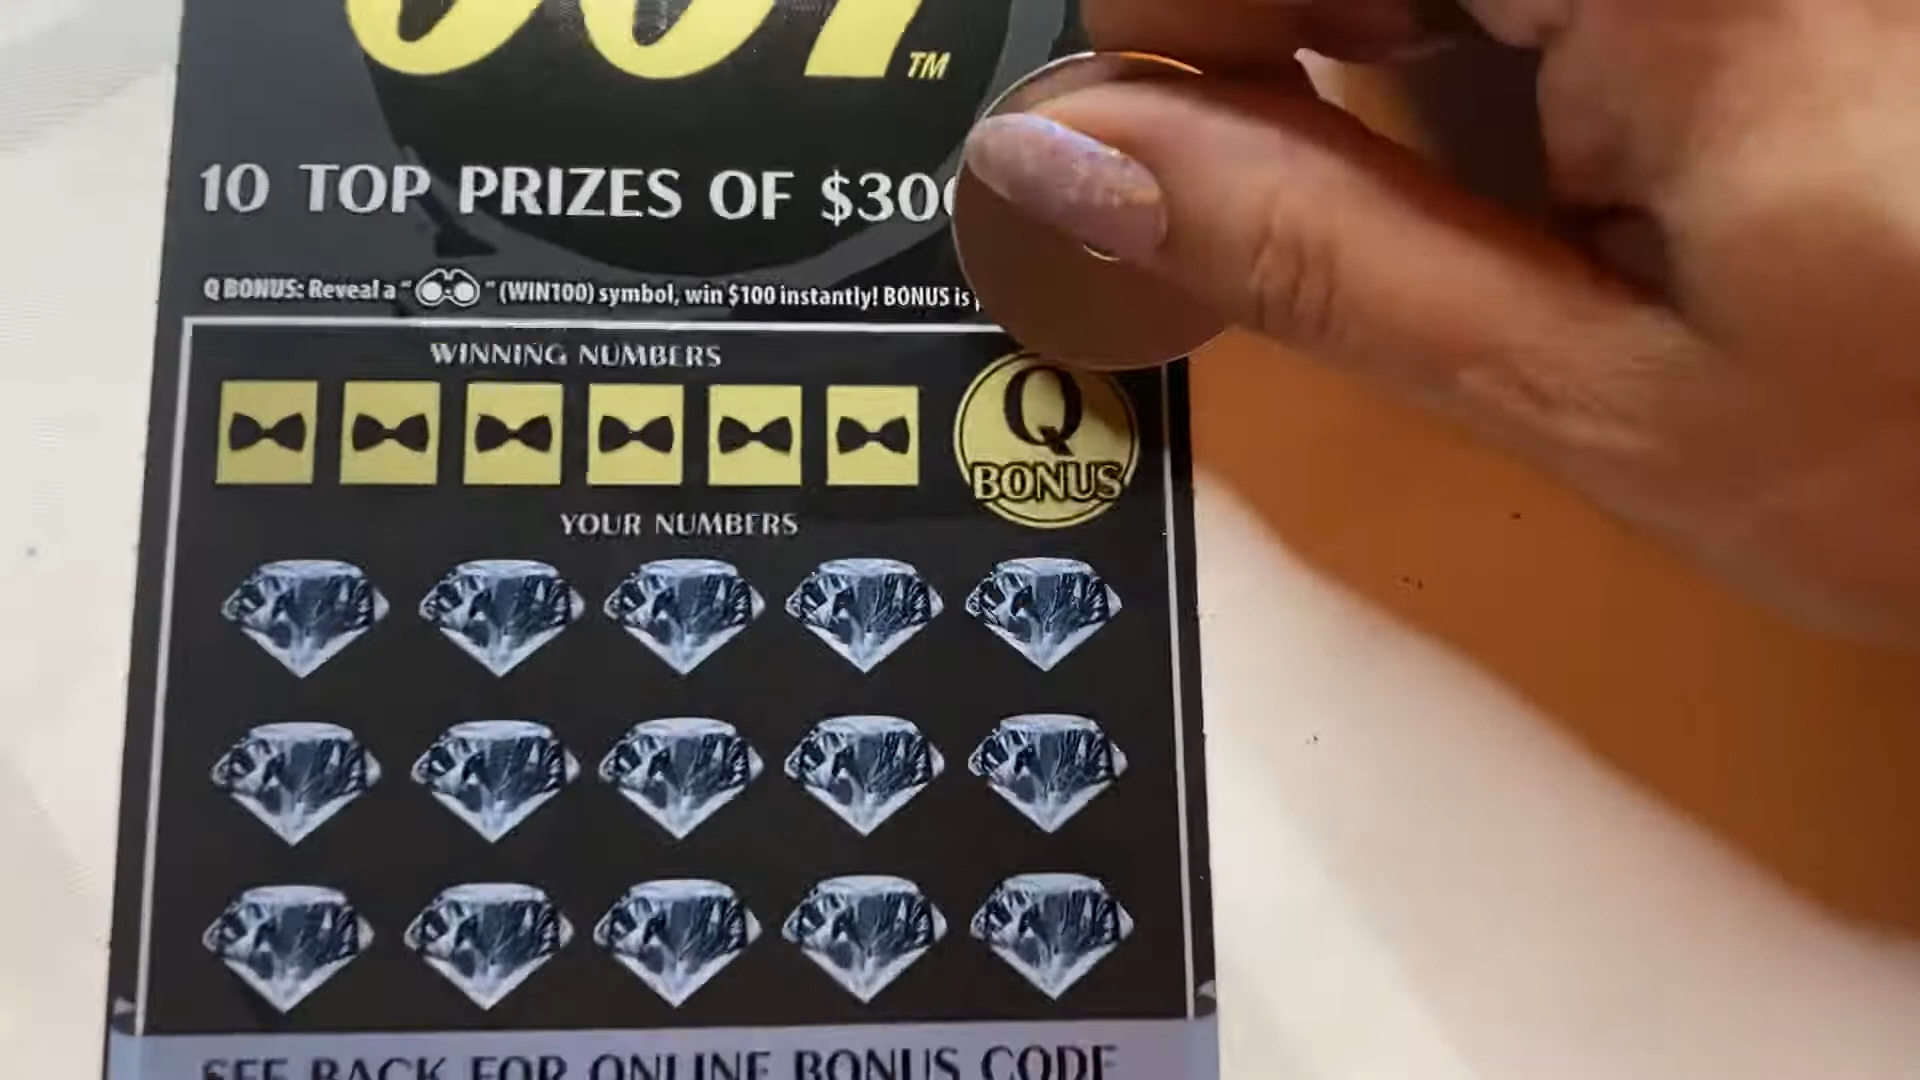 007™
10 TOP PRIZES OF $300
Q BONUS: Reveal a " " (WIN100) symbol, win $100 instantly! BONUS is
WINNING NUMBERS
Q
BONUS
YOUR NUMBERS
SEE BACK FOR ONLINE BONUS CODE